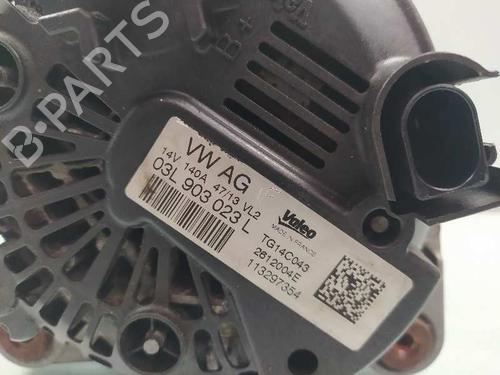 B-PARTS
B+
VW AG
14V 140A 47/13 VL2
03L 903 023 L
Valeo
MADE IN FRANCE
TG14C043
2612004E
113297354